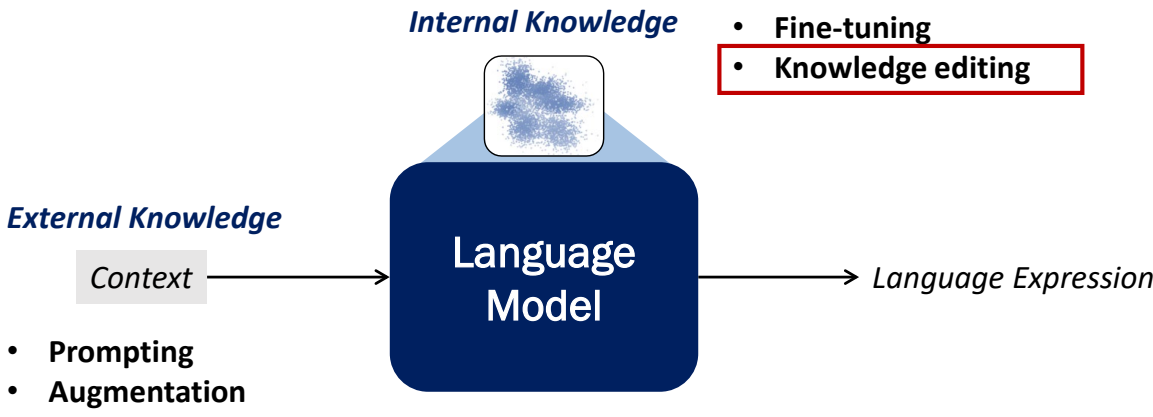 Internal Knowledge
• Fine-tuning
• Knowledge editing
External Knowledge
Context
Language
Model
Language Expression
• Prompting
• Augmentation